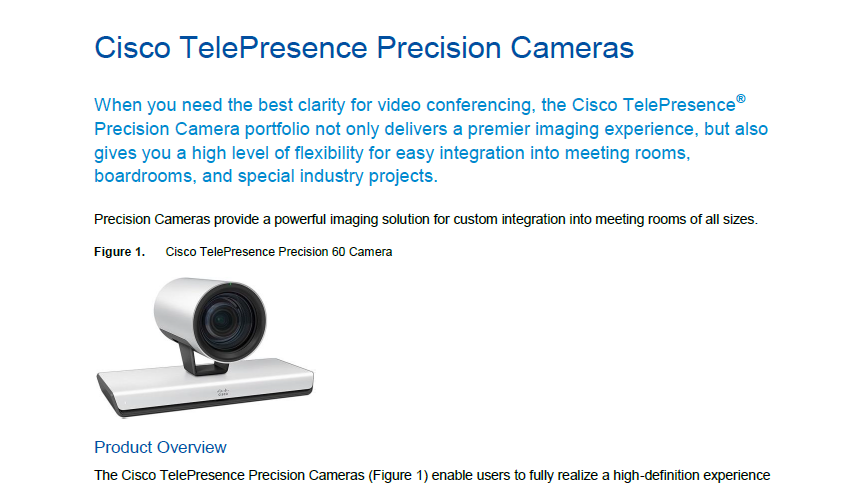 Cisco TelePresence Precision Cameras
When you need the best clarity for video conferencing, the Cisco TelePresence®
Precision Camera portfolio not only delivers a premier imaging experience, but also
gives you a high level of flexibility for easy integration into meeting rooms,
boardrooms, and special industry projects.
Precision Cameras provide a powerful imaging solution for custom integration into meeting rooms of all sizes.
Figure 1. Cisco TelePresence Precision 60 Camera
Product Overview
The Cisco TelePresence Precision Cameras (Figure 1) enable users to fully realize a high-definition experience